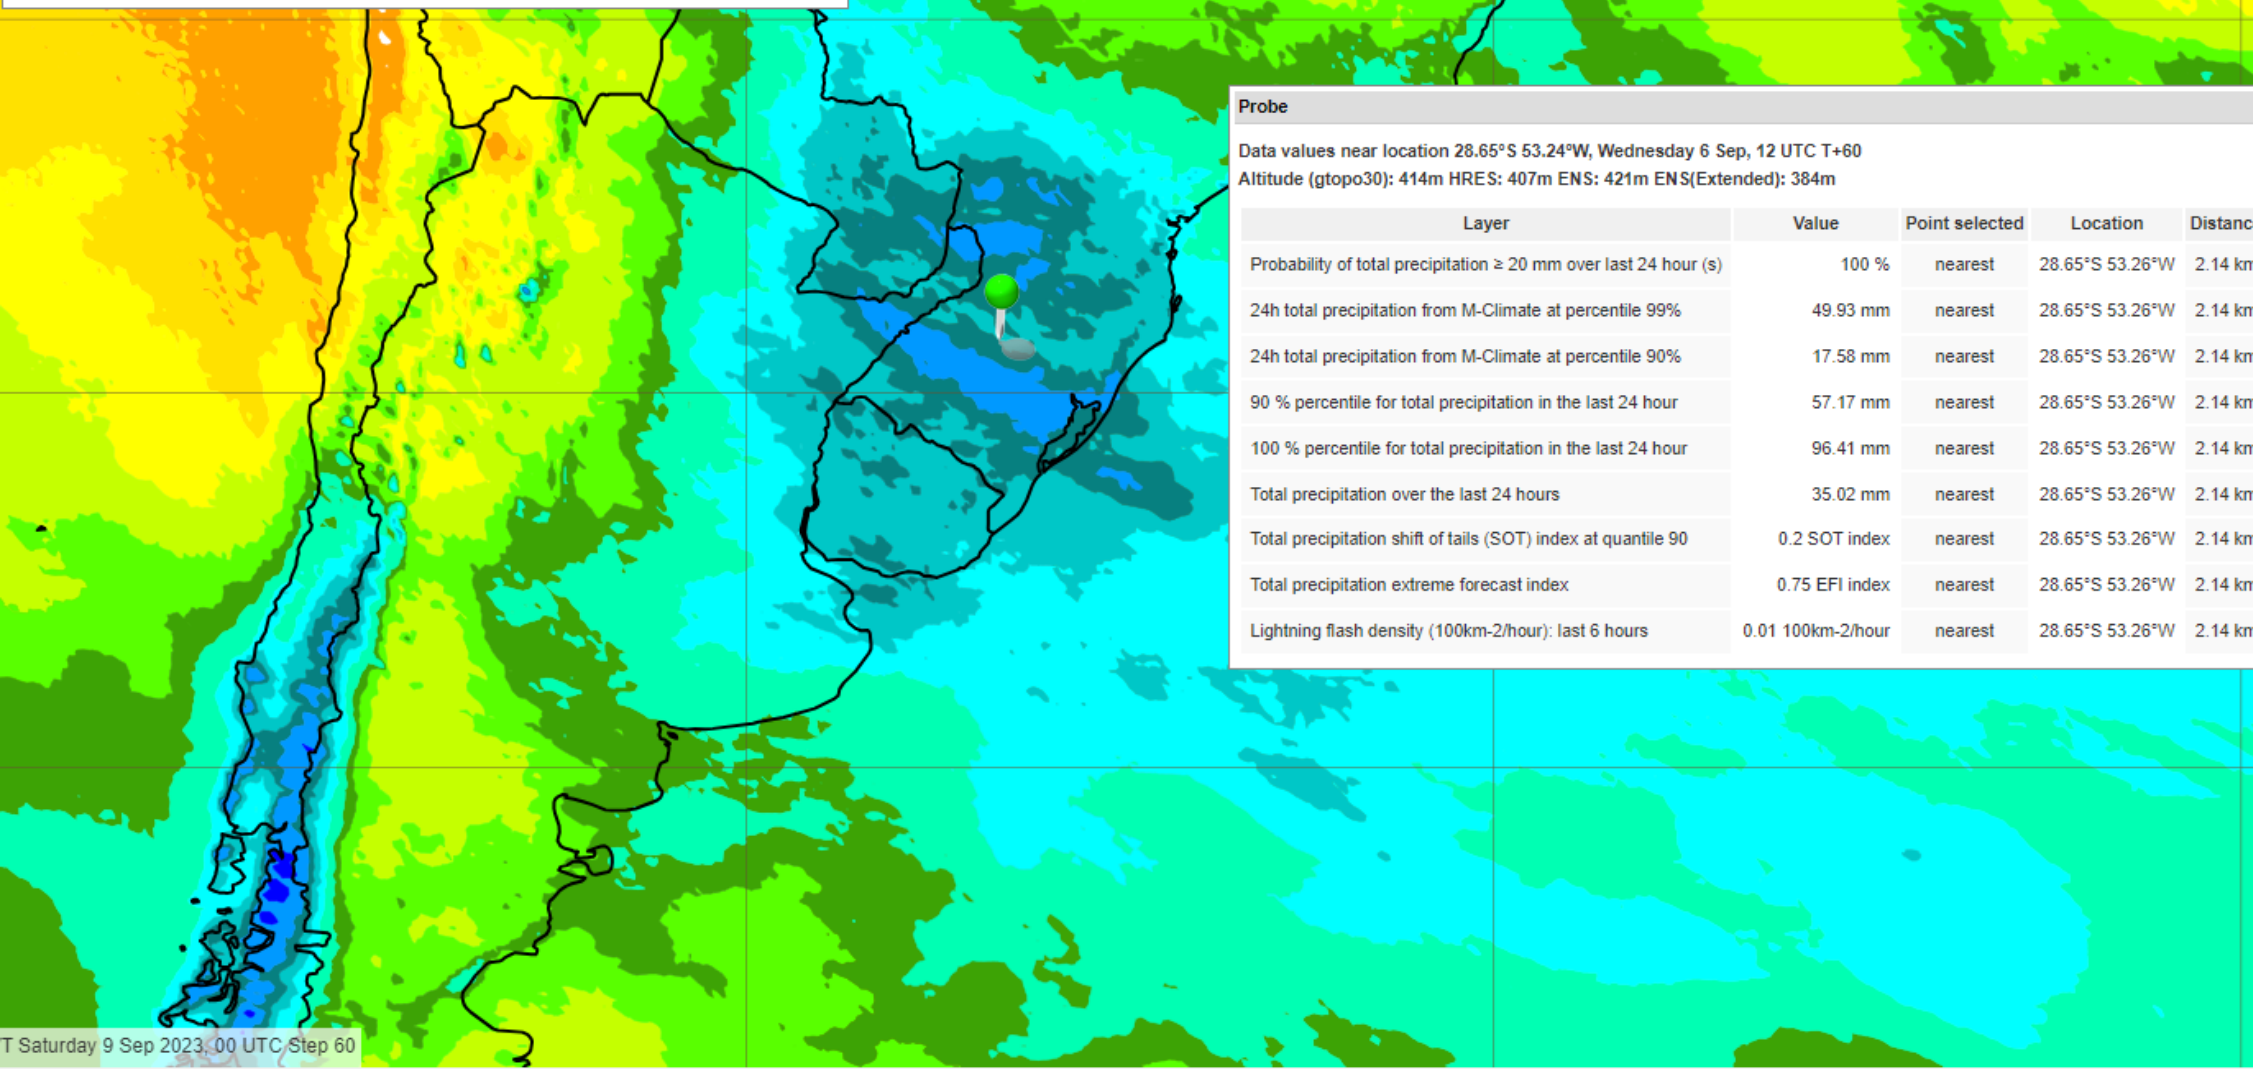 Probe
Data values near location 28.65°S 53.24°W, Wednesday 6 Sep, 12 UTC T+60
Altitude (gtopo30): 414m HRES: 407m ENS: 421m ENS(Extended): 384m
Layer Value Point selected Location Distanc
Probability of total precipitation ≥ 20 mm over last 24 hour (s) 100 % nearest 28.65°S 53.26°W 2.14 km
24h total precipitation from M-Climate at percentile 99% 49.93 mm nearest 28.65°S 53.26°W 2.14 km
24h total precipitation from M-Climate at percentile 90% 17.58 mm nearest 28.65°S 53.26°W 2.14 km
90 % percentile for total precipitation in the last 24 hour 57.17 mm nearest 28.65°S 53.26°W 2.14 km
100 % percentile for total precipitation in the last 24 hour 96.41 mm nearest 28.65°S 53.26°W 2.14 km
Total precipitation over the last 24 hours 35.02 mm nearest 28.65°S 53.26°W 2.14 km
Total precipitation shift of tails (SOT) index at quantile 90 0.2 SOT index nearest 28.65°S 53.26°W 2.14 km
Total precipitation extreme forecast index 0.75 EFI index nearest 28.65°S 53.26°W 2.14 km
Lightning flash density (100km-2/hour): last 6 hours 0.01 100km-2/hour nearest 28.65°S 53.26°W 2.14 km
T Saturday 9 Sep 2023, 00 UTC Step 60